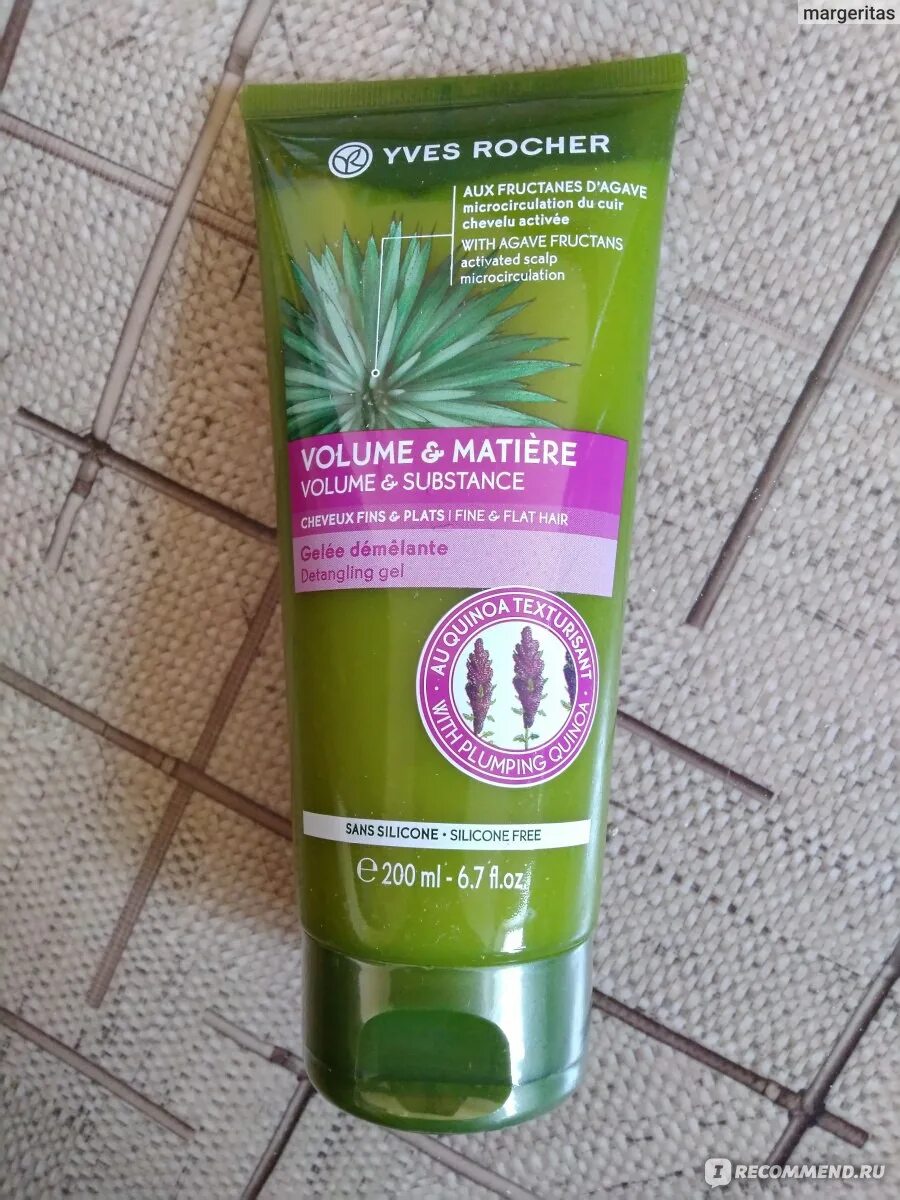 margeritas
YVES ROCHER
AUX FRUCTANES D'AGAVE
microcirculation du cuir
chevelu activée
WITH AGAVE FRUCTANS
activated scalp
microcirculation
VOLUME & MATIÈRE
VOLUME & SUBSTANCE
CHEVEUX FINS & PLATS | FINE & FLAT HAIR
Gelée démêlante
Detangling gel
• AU QUINOA TEXTURISANT •
WITH PLUMPING QUINOA
SANS SILICONE • SILICONE FREE
℮ 200 ml - 6.7 fl.oz.
IRECOMMEND.RU